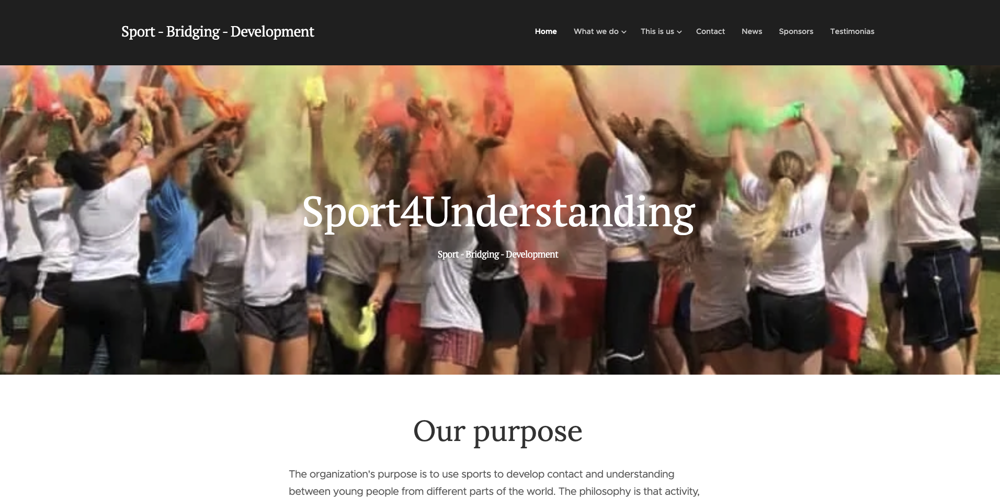 Sport - Bridging - Development
Home What we do This is us Contact News Sponsors Testimonias
Sport4Understanding
NTEER
Sport - Bridging - Development
Our purpose
The organization's purpose is to use sports to develop contact and understanding
between young people from different parts of the world. The philosophy is that activity,